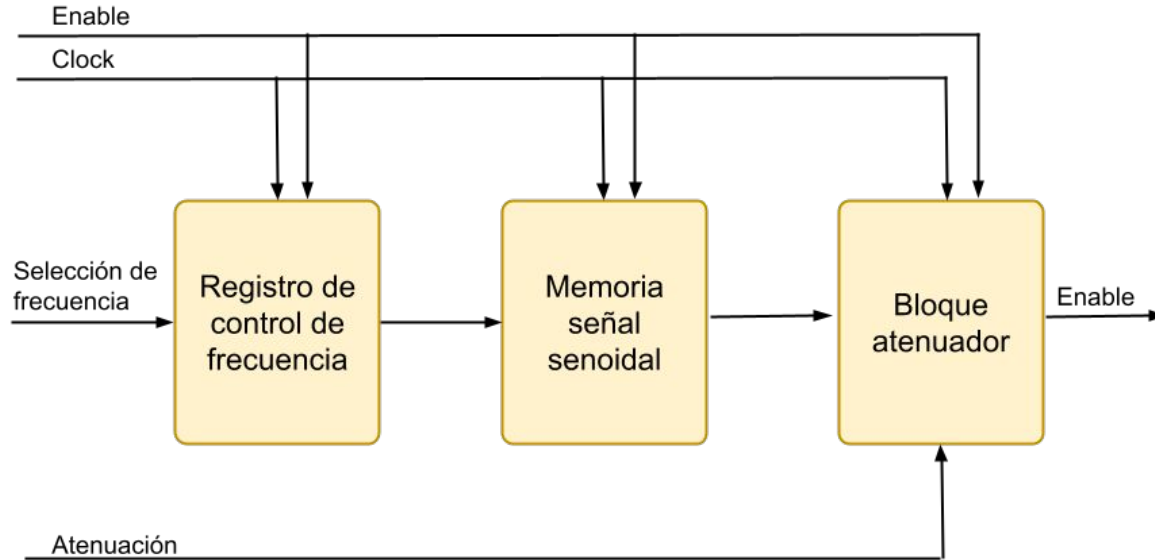 Enable
Clock
Selección de
frecuencia
Registro de
control de
frecuencia
Memoria
señal
senoidal
Bloque
atenuador
Enable
Atenuación